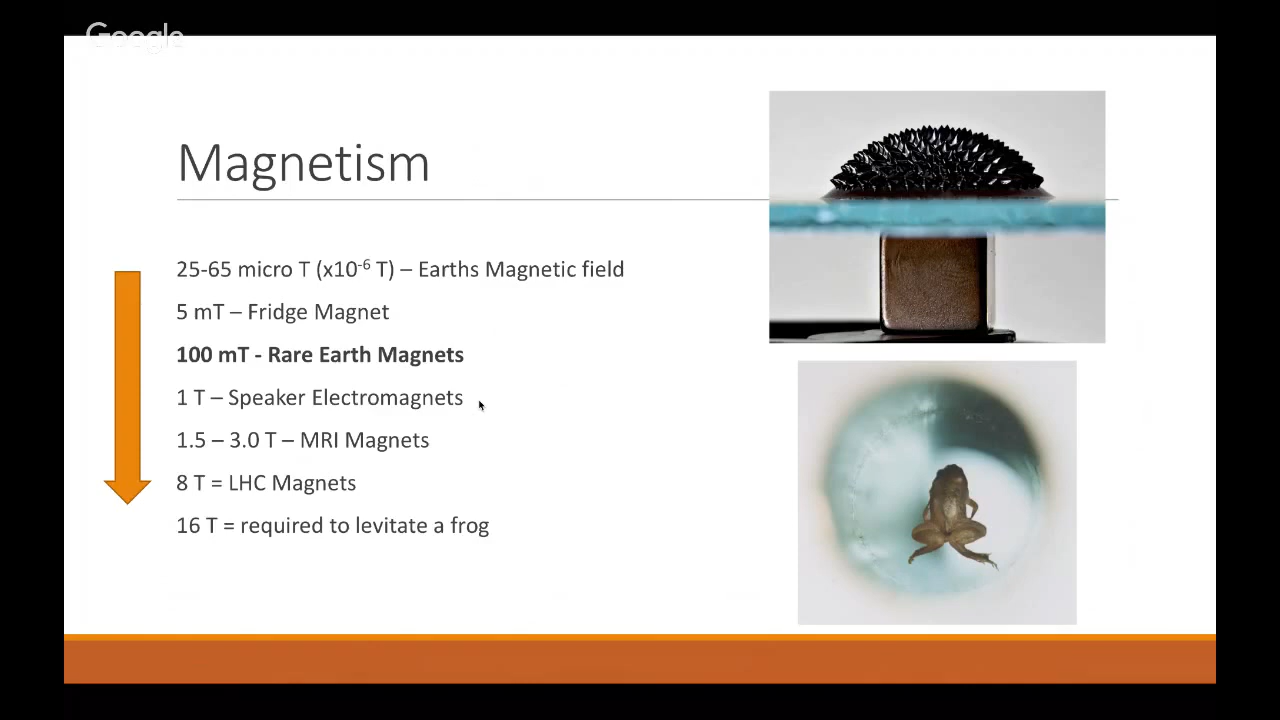 Google
Magnetism
25-65 micro T (x10⁻⁶ T) – Earths Magnetic field
5 mT – Fridge Magnet
100 mT - Rare Earth Magnets
1 T – Speaker Electromagnets
1.5 – 3.0 T – MRI Magnets
8 T = LHC Magnets
16 T = required to levitate a frog